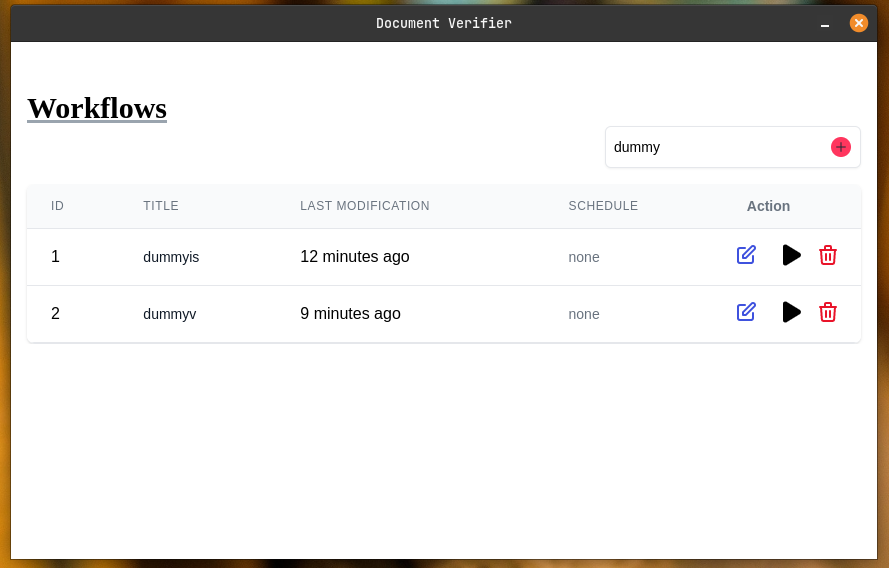 Document Verifier
Workflows
dummy
ID TITLE LAST MODIFICATION SCHEDULE Action
1 dummyis 12 minutes ago none
2 dummyv 9 minutes ago none